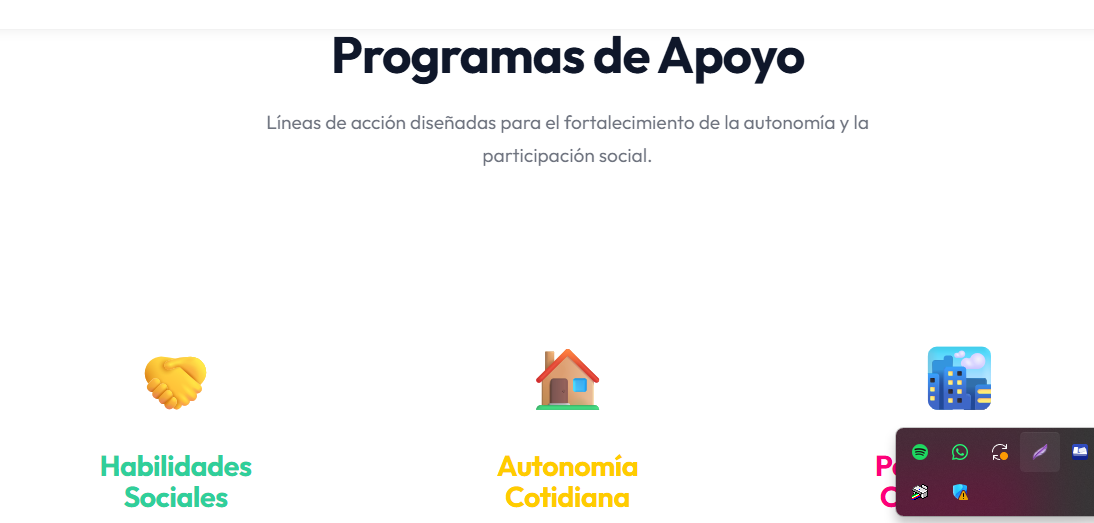 Programas de Apoyo
Líneas de acción diseñadas para el fortalecimiento de la autonomía y la
participación social.
Habilidades
Sociales
Autonomía
Cotidiana